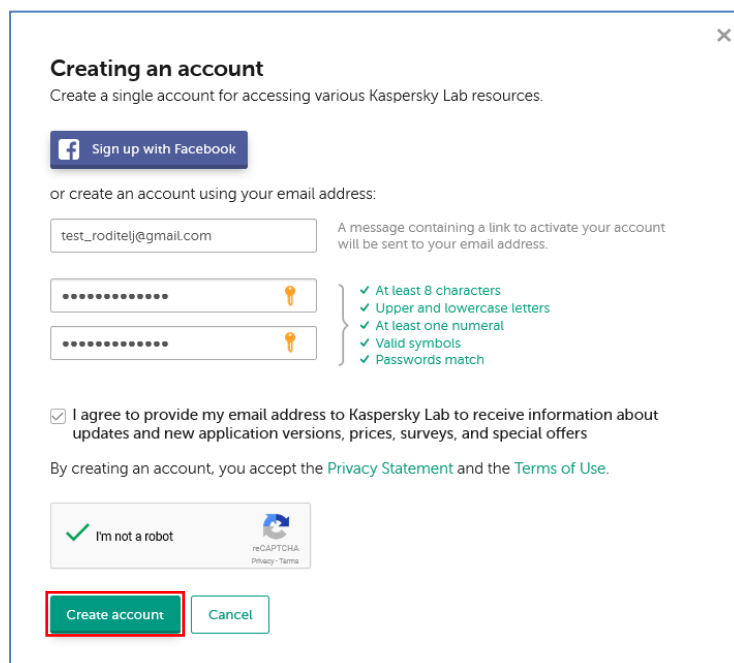 Creating an account
Create a single account for accessing various Kaspersky Lab resources.
Sign up with Facebook
or create an account using your email address:
test_roditelj@gmail.com
A message containing a link to activate your account
will be sent to your email address.
•••••••••••••
•••••••••••••
At least 8 characters
Upper and lowercase letters
At least one numeral
Valid symbols
Passwords match
I agree to provide my email address to Kaspersky Lab to receive information about
updates and new application versions, prices, surveys, and special offers
By creating an account, you accept the Privacy Statement and the Terms of Use.
I'm not a robot
reCAPTCHA
Privacy - Terms
Create account
Cancel